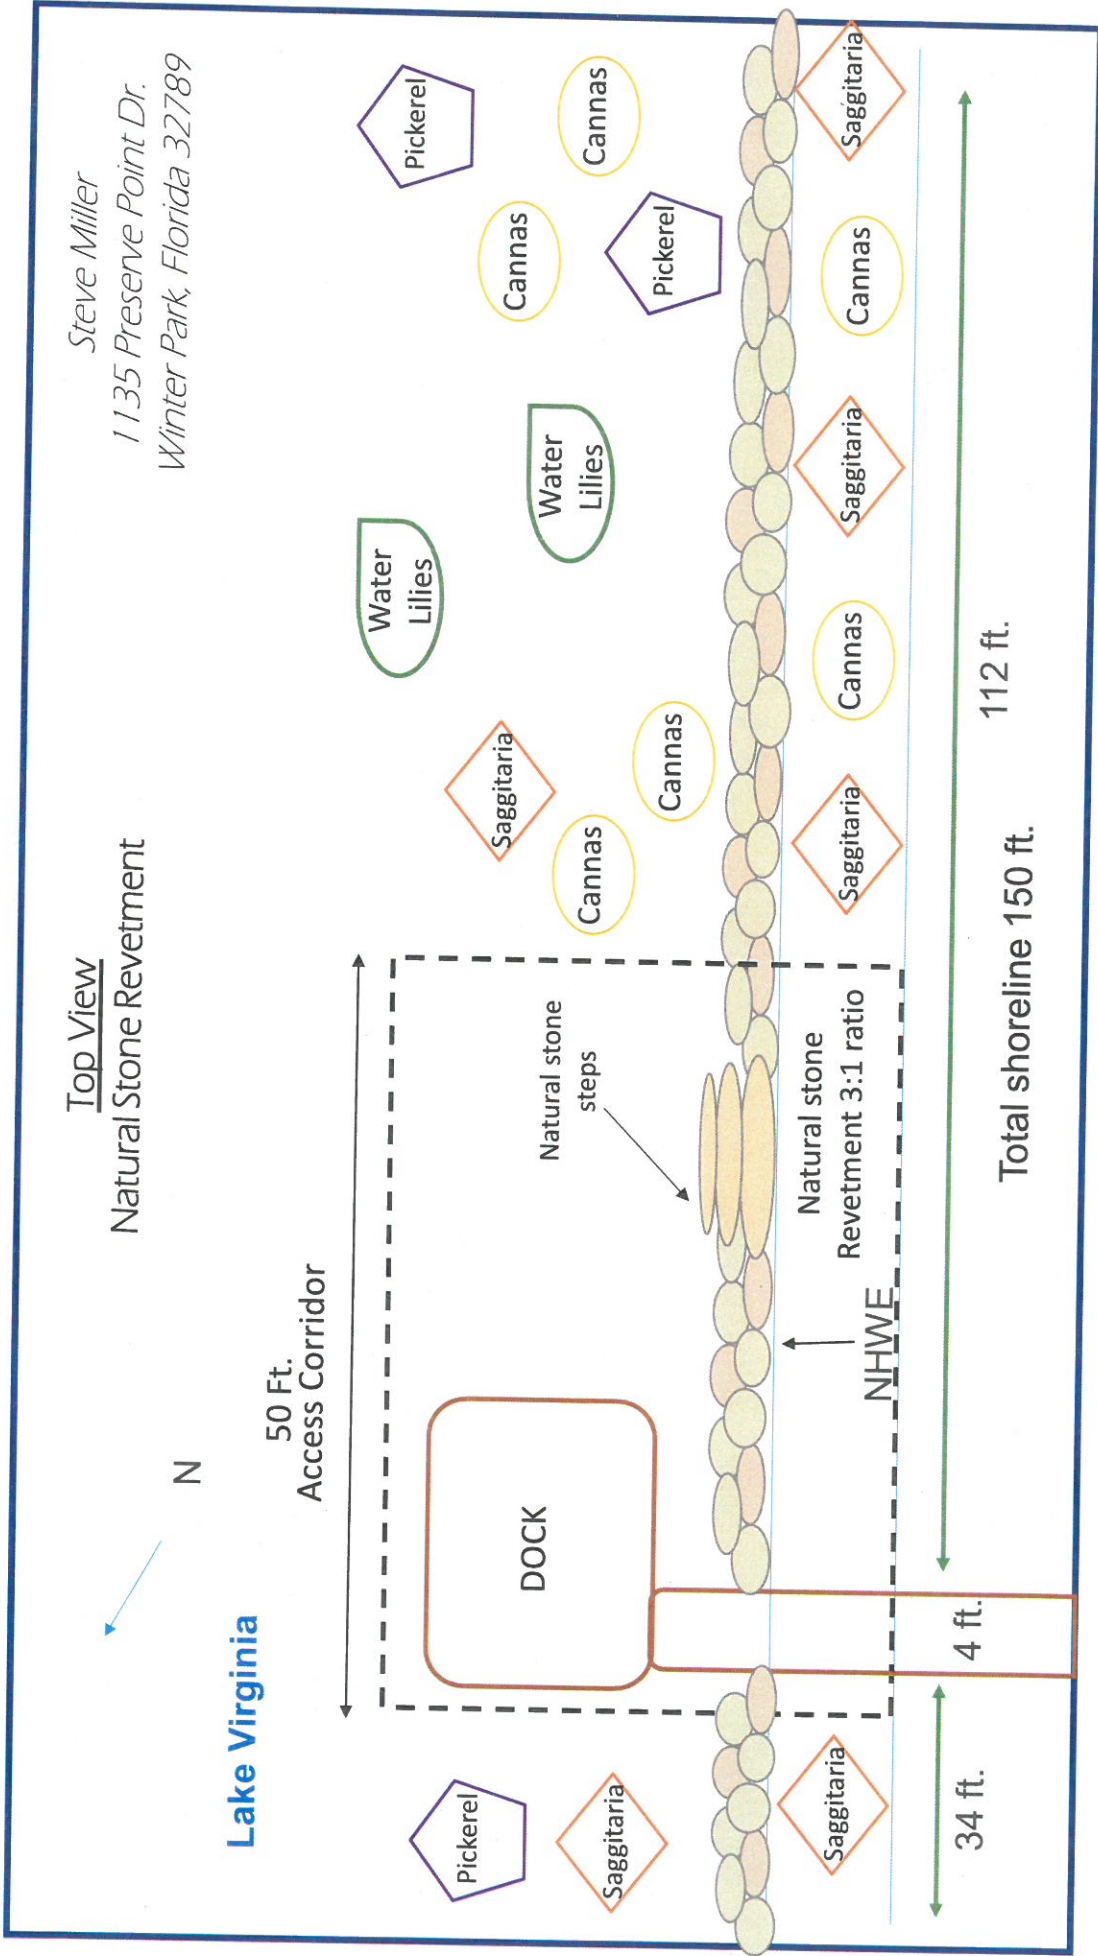 Top View
Natural Stone Revetment
Steve Miller
1135 Preserve Point Dr.
Winter Park, Florida 32789
N
Lake Virginia
50 Ft.
Access Corridor
Pickerel
Saggitaria
Saggitaria
DOCK
Natural stone
steps
Natural stone
Revetment 3:1 ratio
NHWE
Saggitaria
Cannas
Cannas
Water
Lilies
Water
Lilies
Cannas
Pickerel
Pickerel
Cannas
Saggitaria
Cannas
Saggitaria
Cannas
Saggitaria
34 ft.
4 ft.
112 ft.
Total shoreline 150 ft.